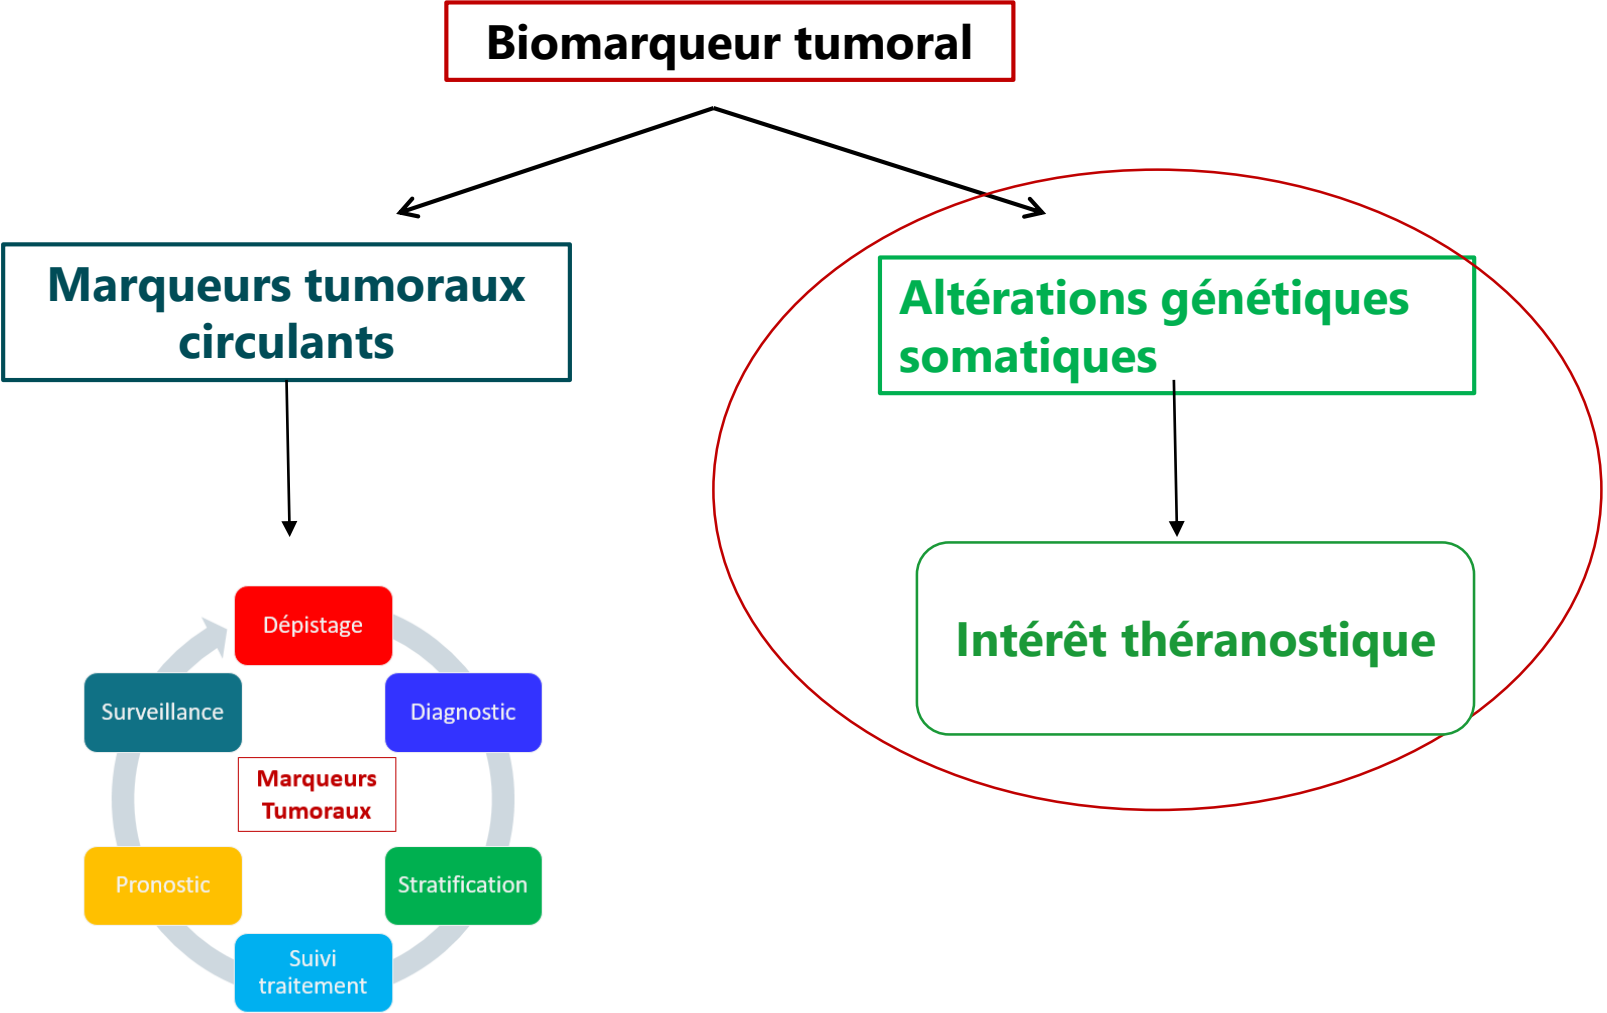 Biomarqueur tumoral
Marqueurs tumoraux
circulants
Altérations génétiques
somatiques
Intérêt théranostique
Dépistage
Surveillance
Diagnostic
Marqueurs
Tumoraux
Pronostic
Stratification
Suivi
traitement